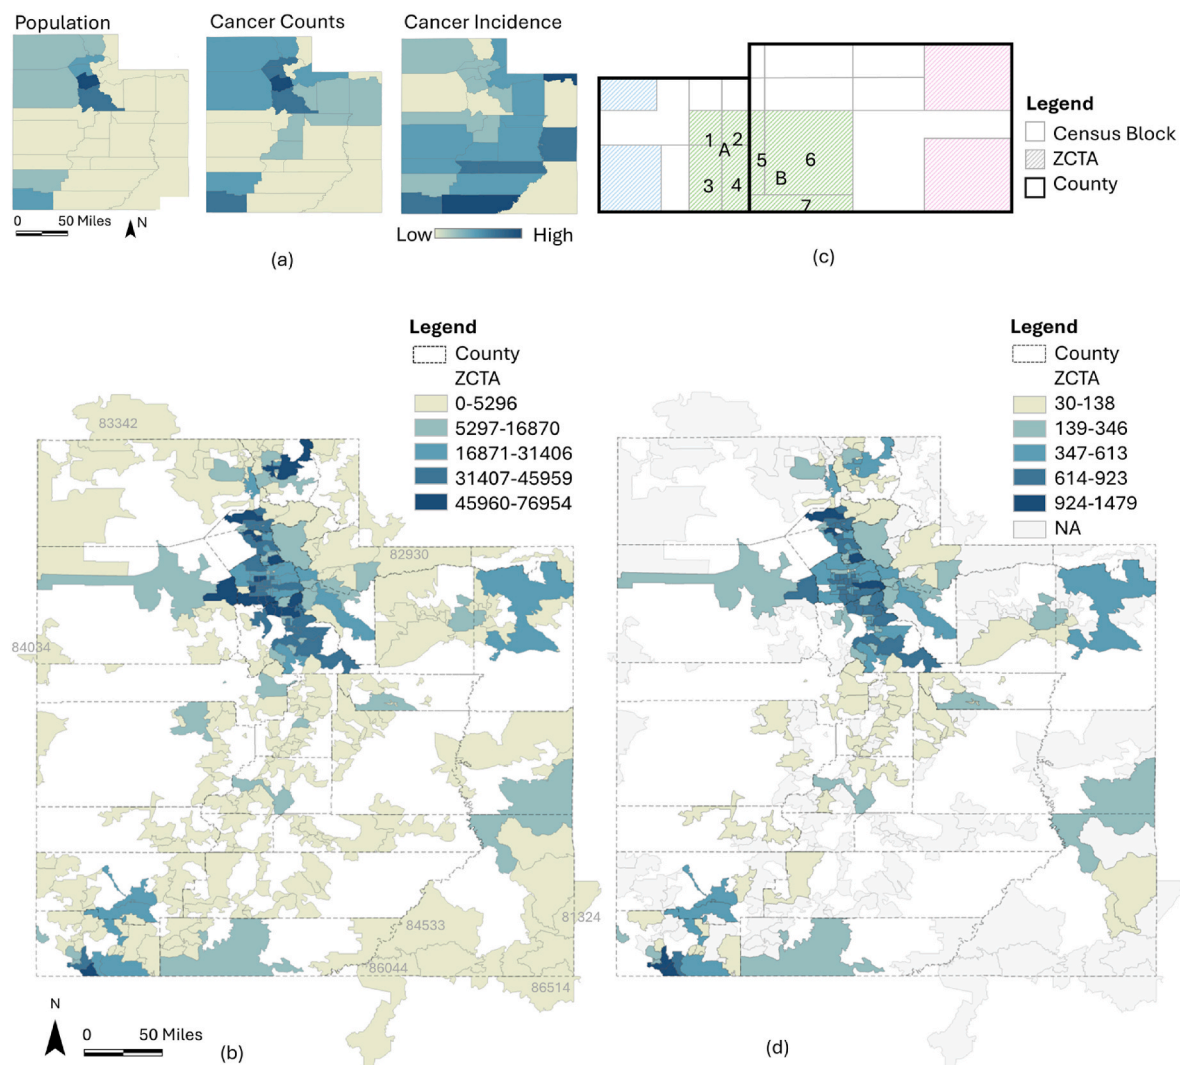 Population
Cancer Counts
Cancer Incidence
0 50 Miles
N
Low High
(a)
1 2
A
3 4
5 6
B
7
Legend
Census Block
ZCTA
County
(c)
Legend
County
ZCTA
0-5296
5297-16870
16871-31406
31407-45959
45960-76954
83342
82930
84034
84533
81324
86044
86514
N
0 50 Miles
(b)
Legend
County
ZCTA
30-138
139-346
347-613
614-923
924-1479
NA
(d)